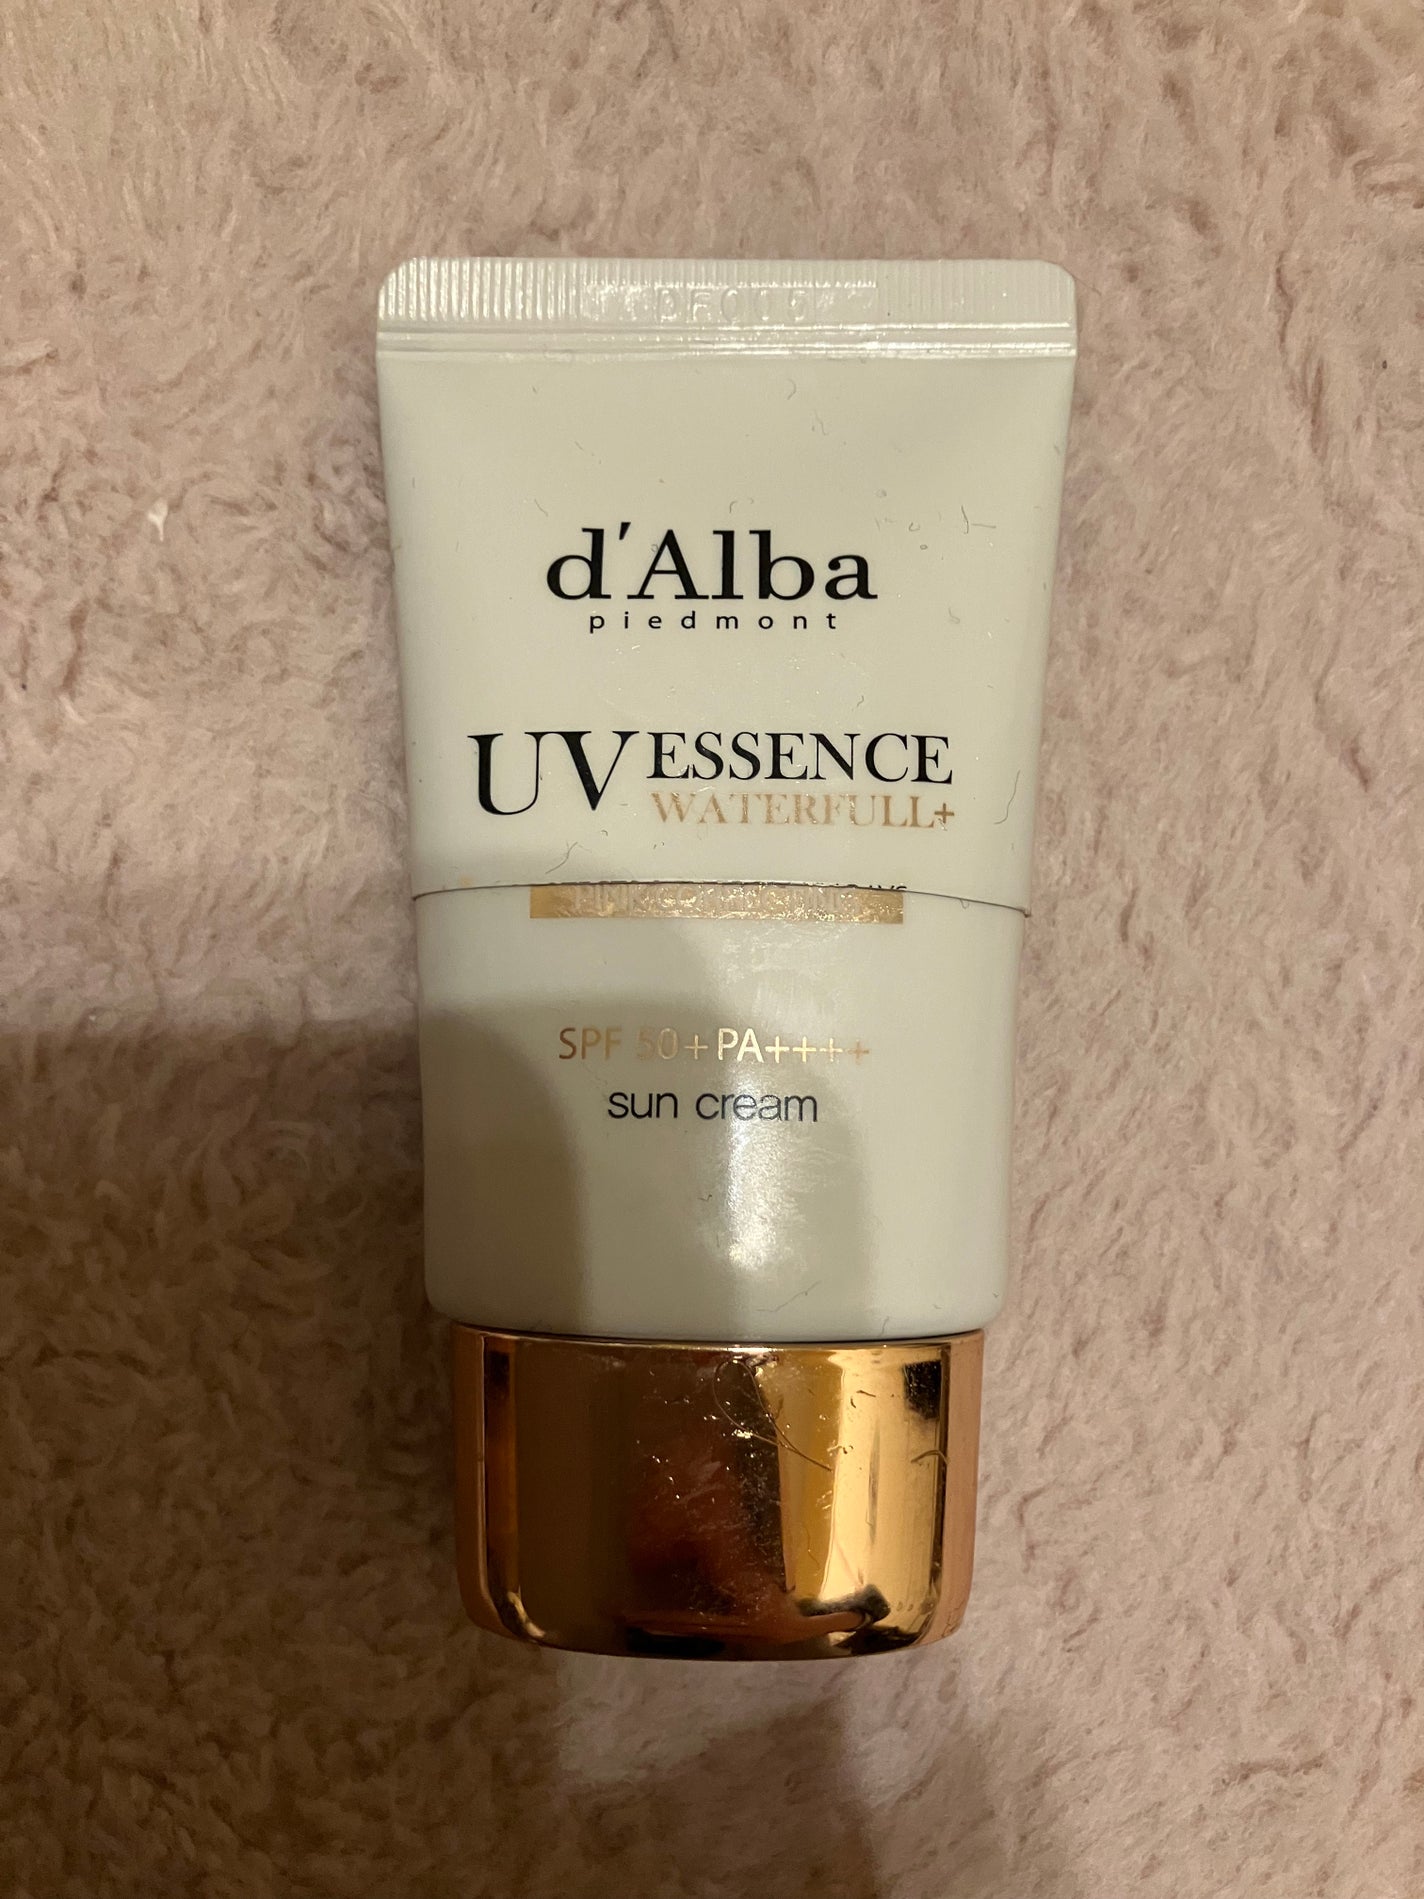 d'Alba
piedmont
UV ESSENCE
WATERFULL+
SPF 50+PA++++
sun cream